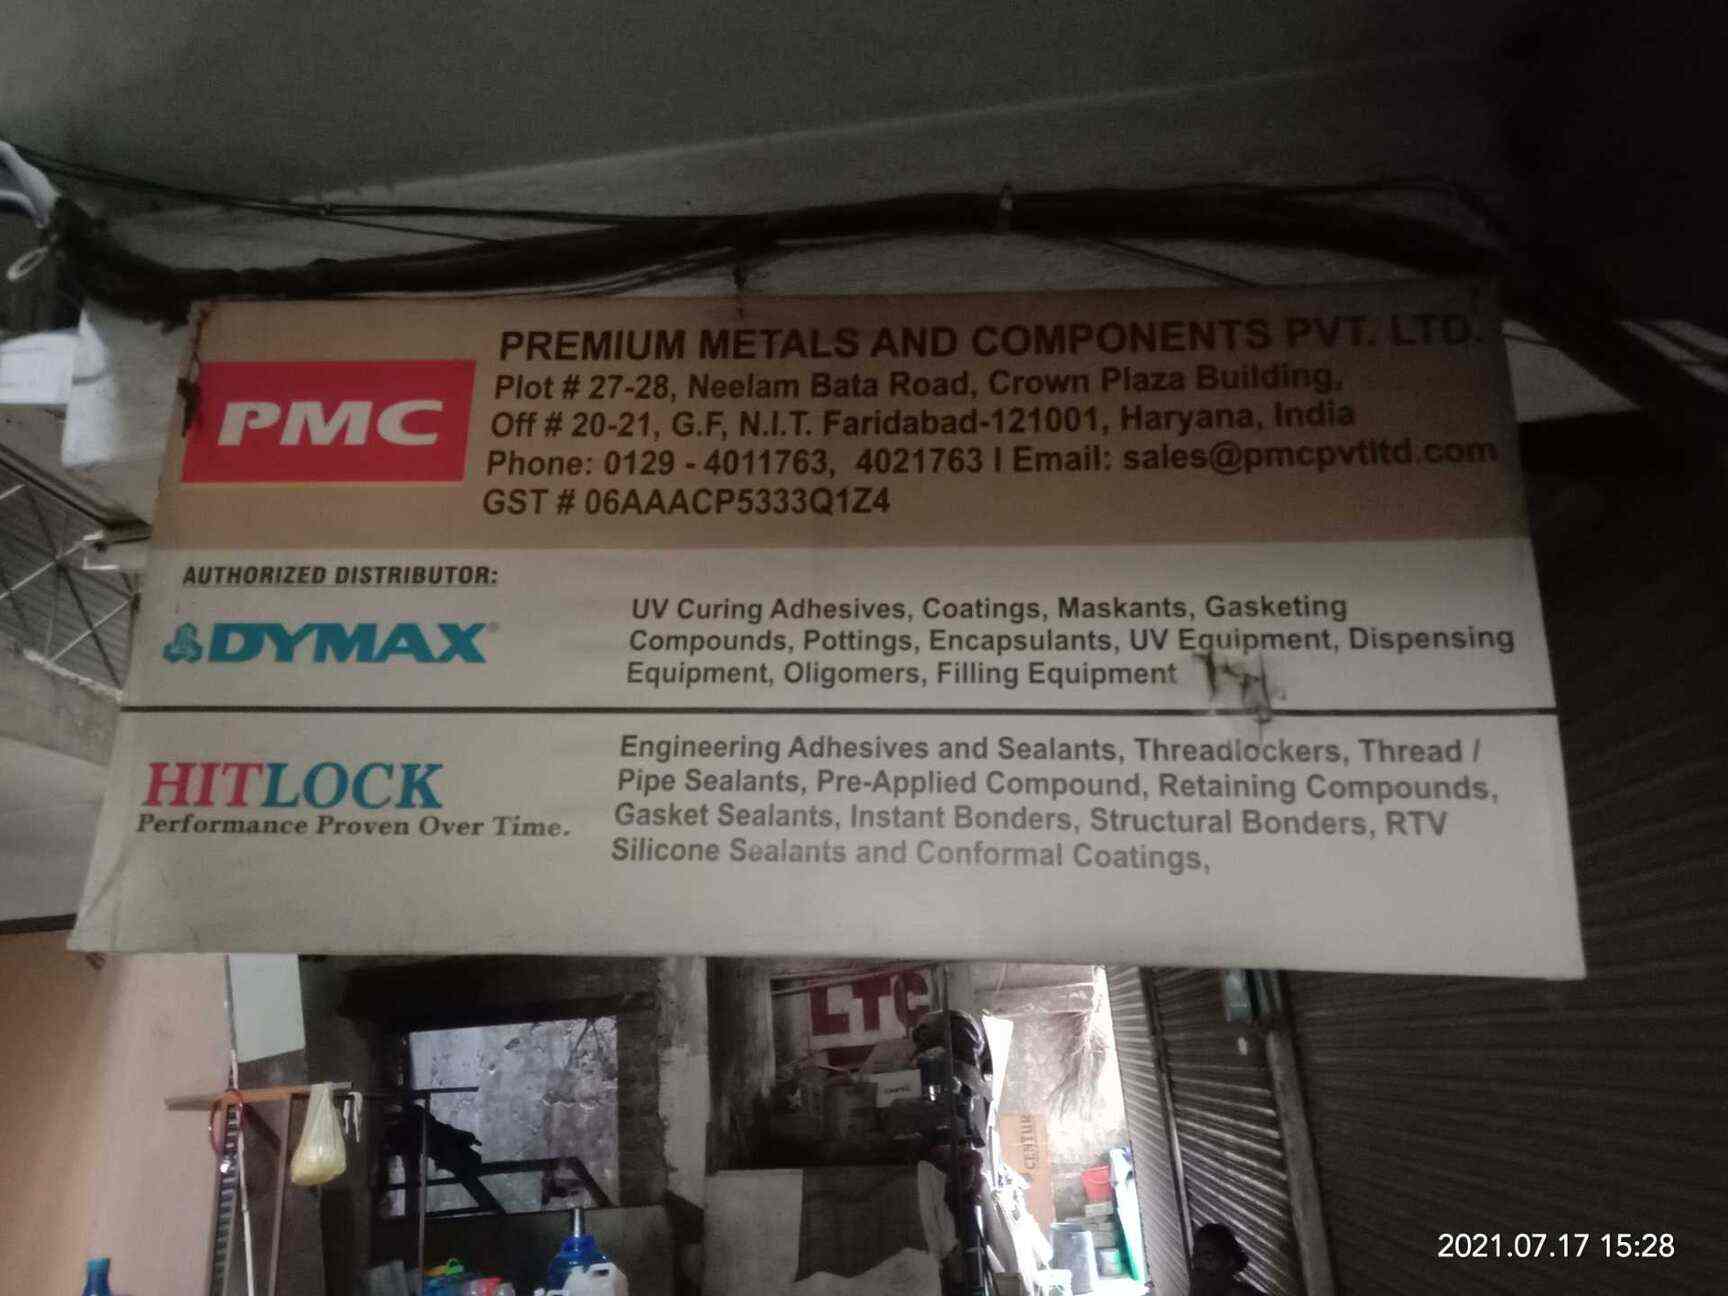 PMC
PREMIUM METALS AND COMPONENTS PVT. LTD.
Plot # 27-28, Neelam Bata Road, Crown Plaza Building,
Off # 20-21, G.F, N.I.T. Faridabad-121001, Haryana, India
Phone: 0129 - 4011763, 4021763 I Email: sales@pmcpvtltd.com
GST # 06AAACP5333Q1Z4
AUTHORIZED DISTRIBUTOR:
DYMAX®
UV Curing Adhesives, Coatings, Maskants, Gasketing
Compounds, Pottings, Encapsulants, UV Equipment, Dispensing
Equipment, Oligomers, Filling Equipment
HITLOCK
Performance Proven Over Time.
Engineering Adhesives and Sealants, Threadlockers, Thread /
Pipe Sealants, Pre-Applied Compound, Retaining Compounds,
Gasket Sealants, Instant Bonders, Structural Bonders, RTV
Silicone Sealants and Conformal Coatings,
LTC
CENTUR
2021.07.17 15:28